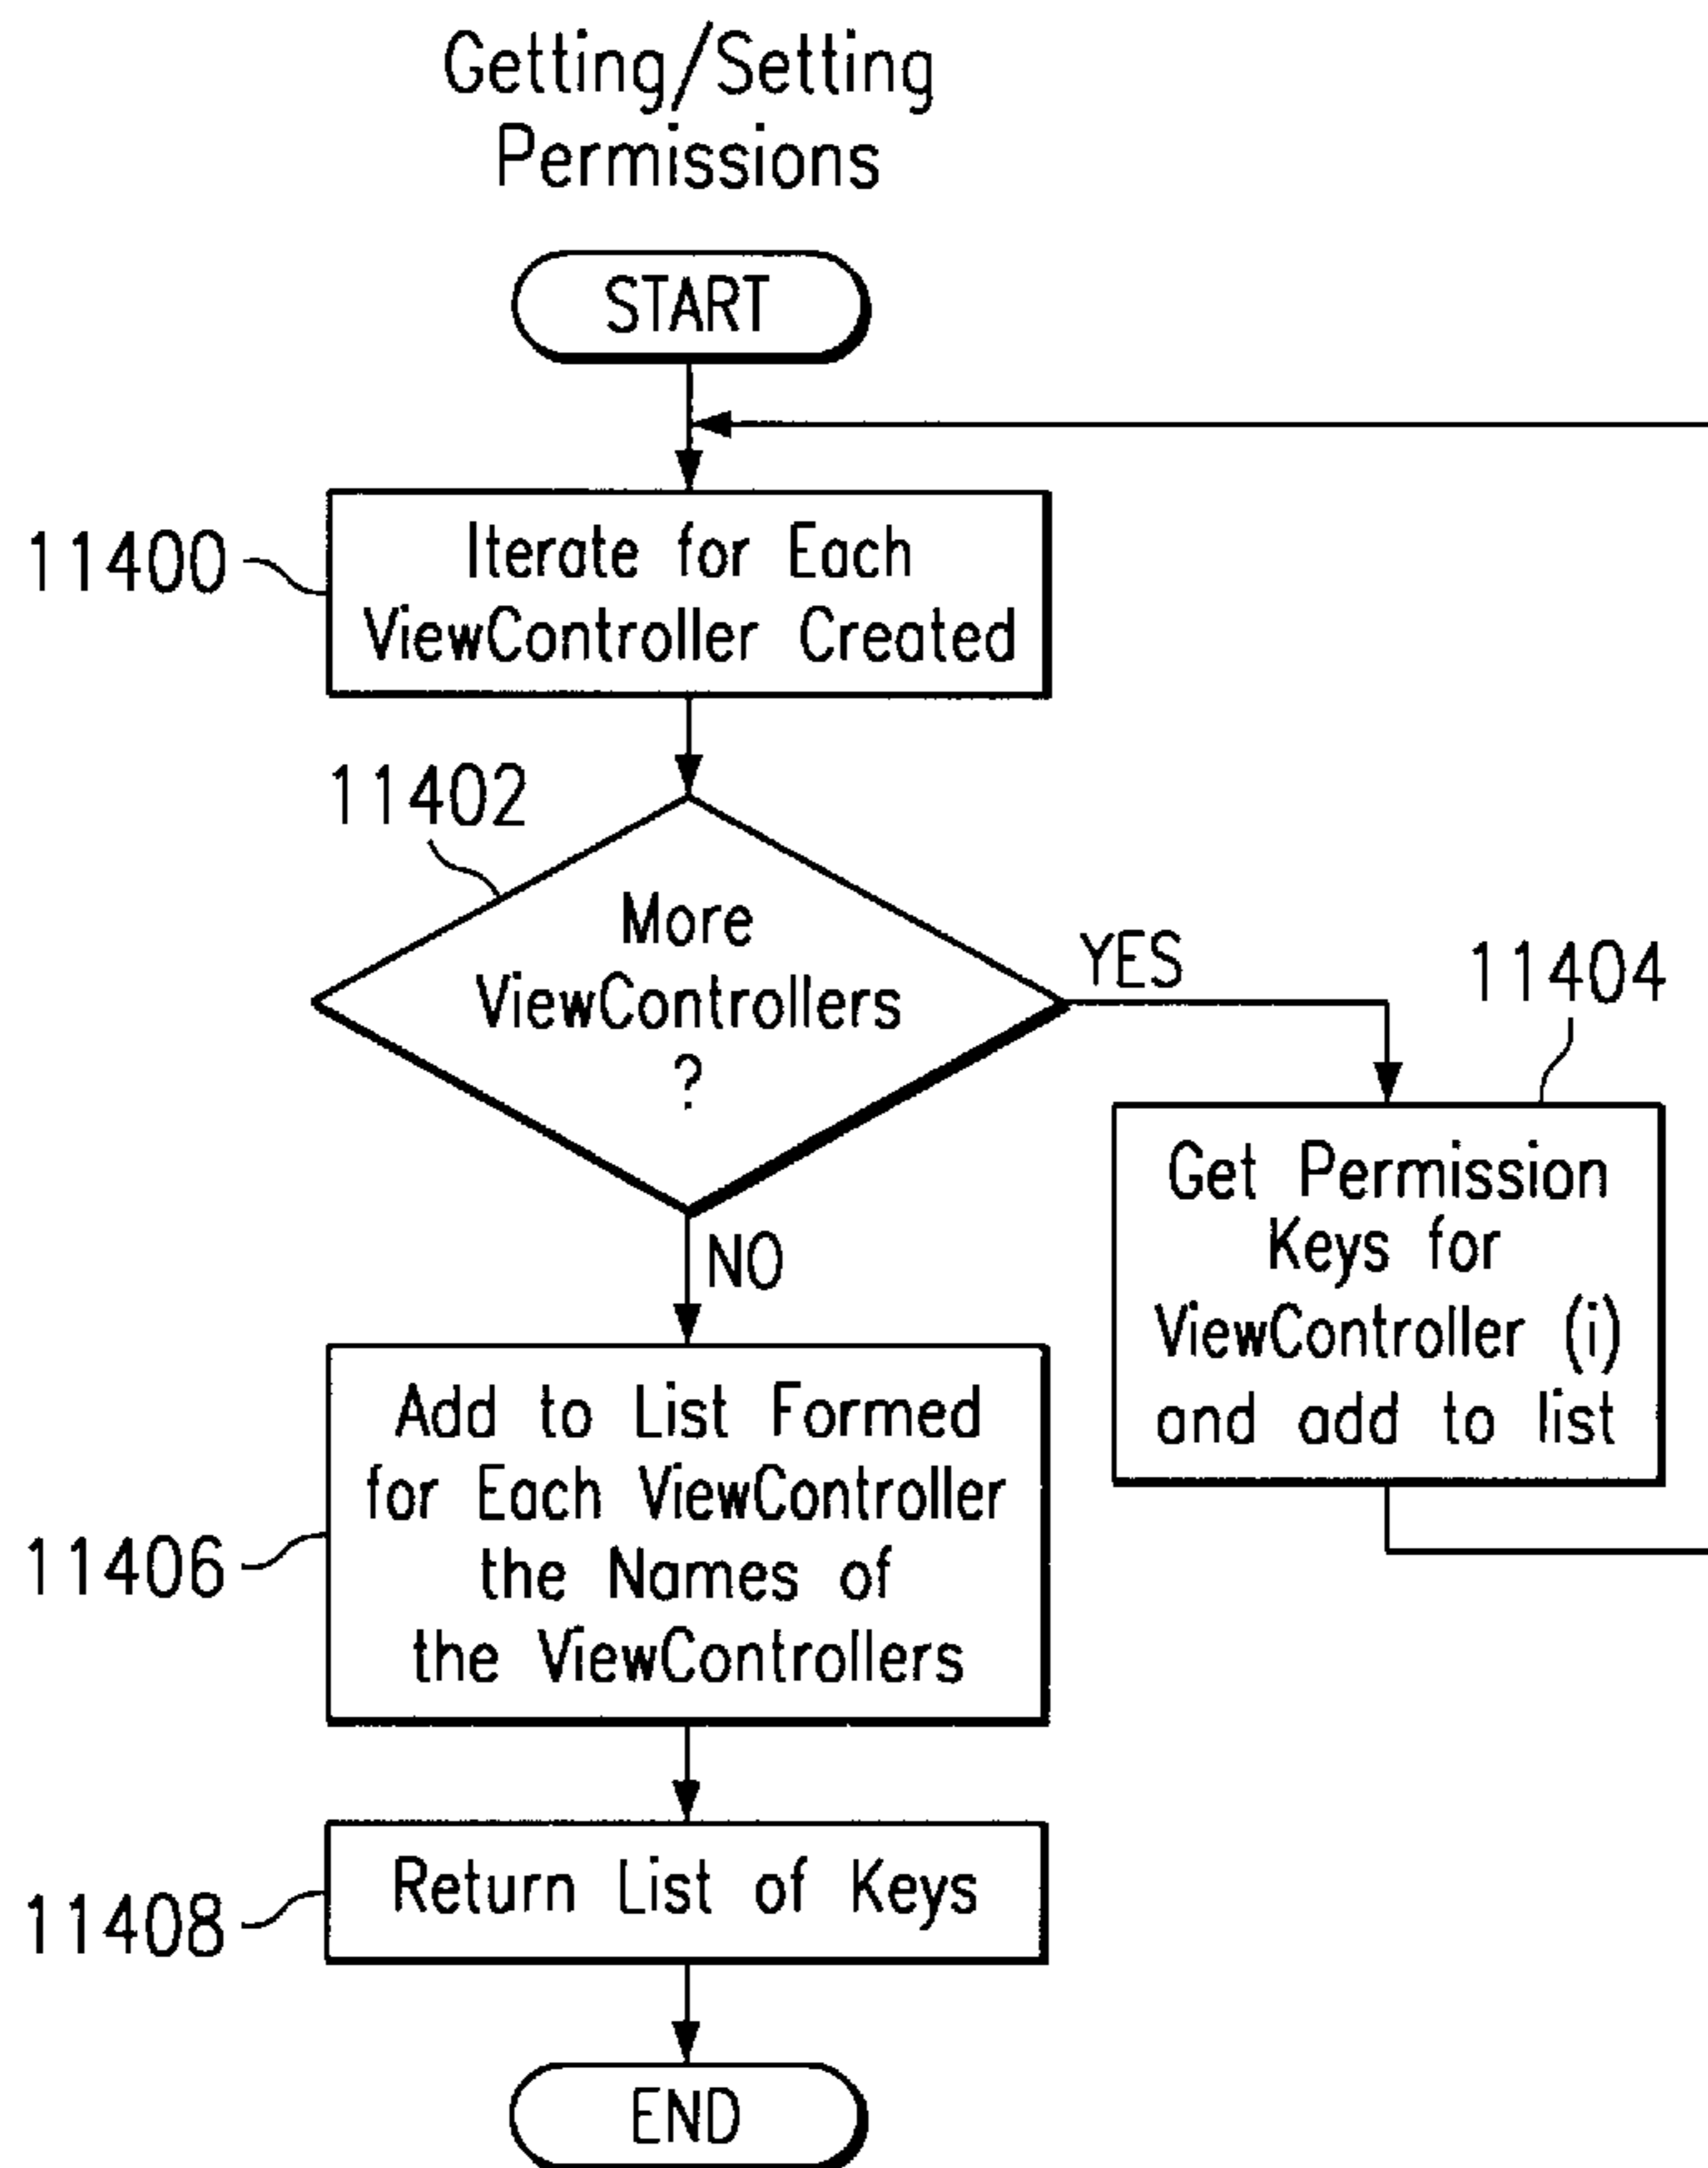 Getting/Setting
Permissions
START
11400
Iterate for Each
ViewController Created
11402
More
ViewControllers
?
YES
11404
Get Permission
Keys for
ViewController (i)
and add to list
NO
11406
Add to List Formed
for Each ViewController
the Names of
the ViewControllers
11408
Return List of Keys
END